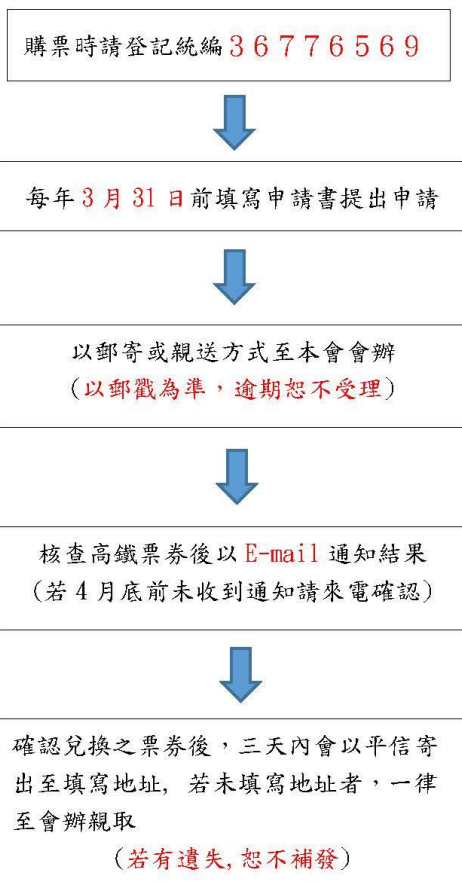 購票時請登記統編３６７７６５６９
每年3月31日前填寫申請書提出申請
以郵寄或親送方式至本會會辦
(以郵戳為準，逾期恕不受理)
核查高鐵票券後以 E-mail 通知結果
(若4月底前未收到通知請來電確認)
確認兌換之票券後，三天內會以平信寄
出至填寫地址, 若未填寫地址者，一律
至會辦親取
(若有遺失,恕不補發)